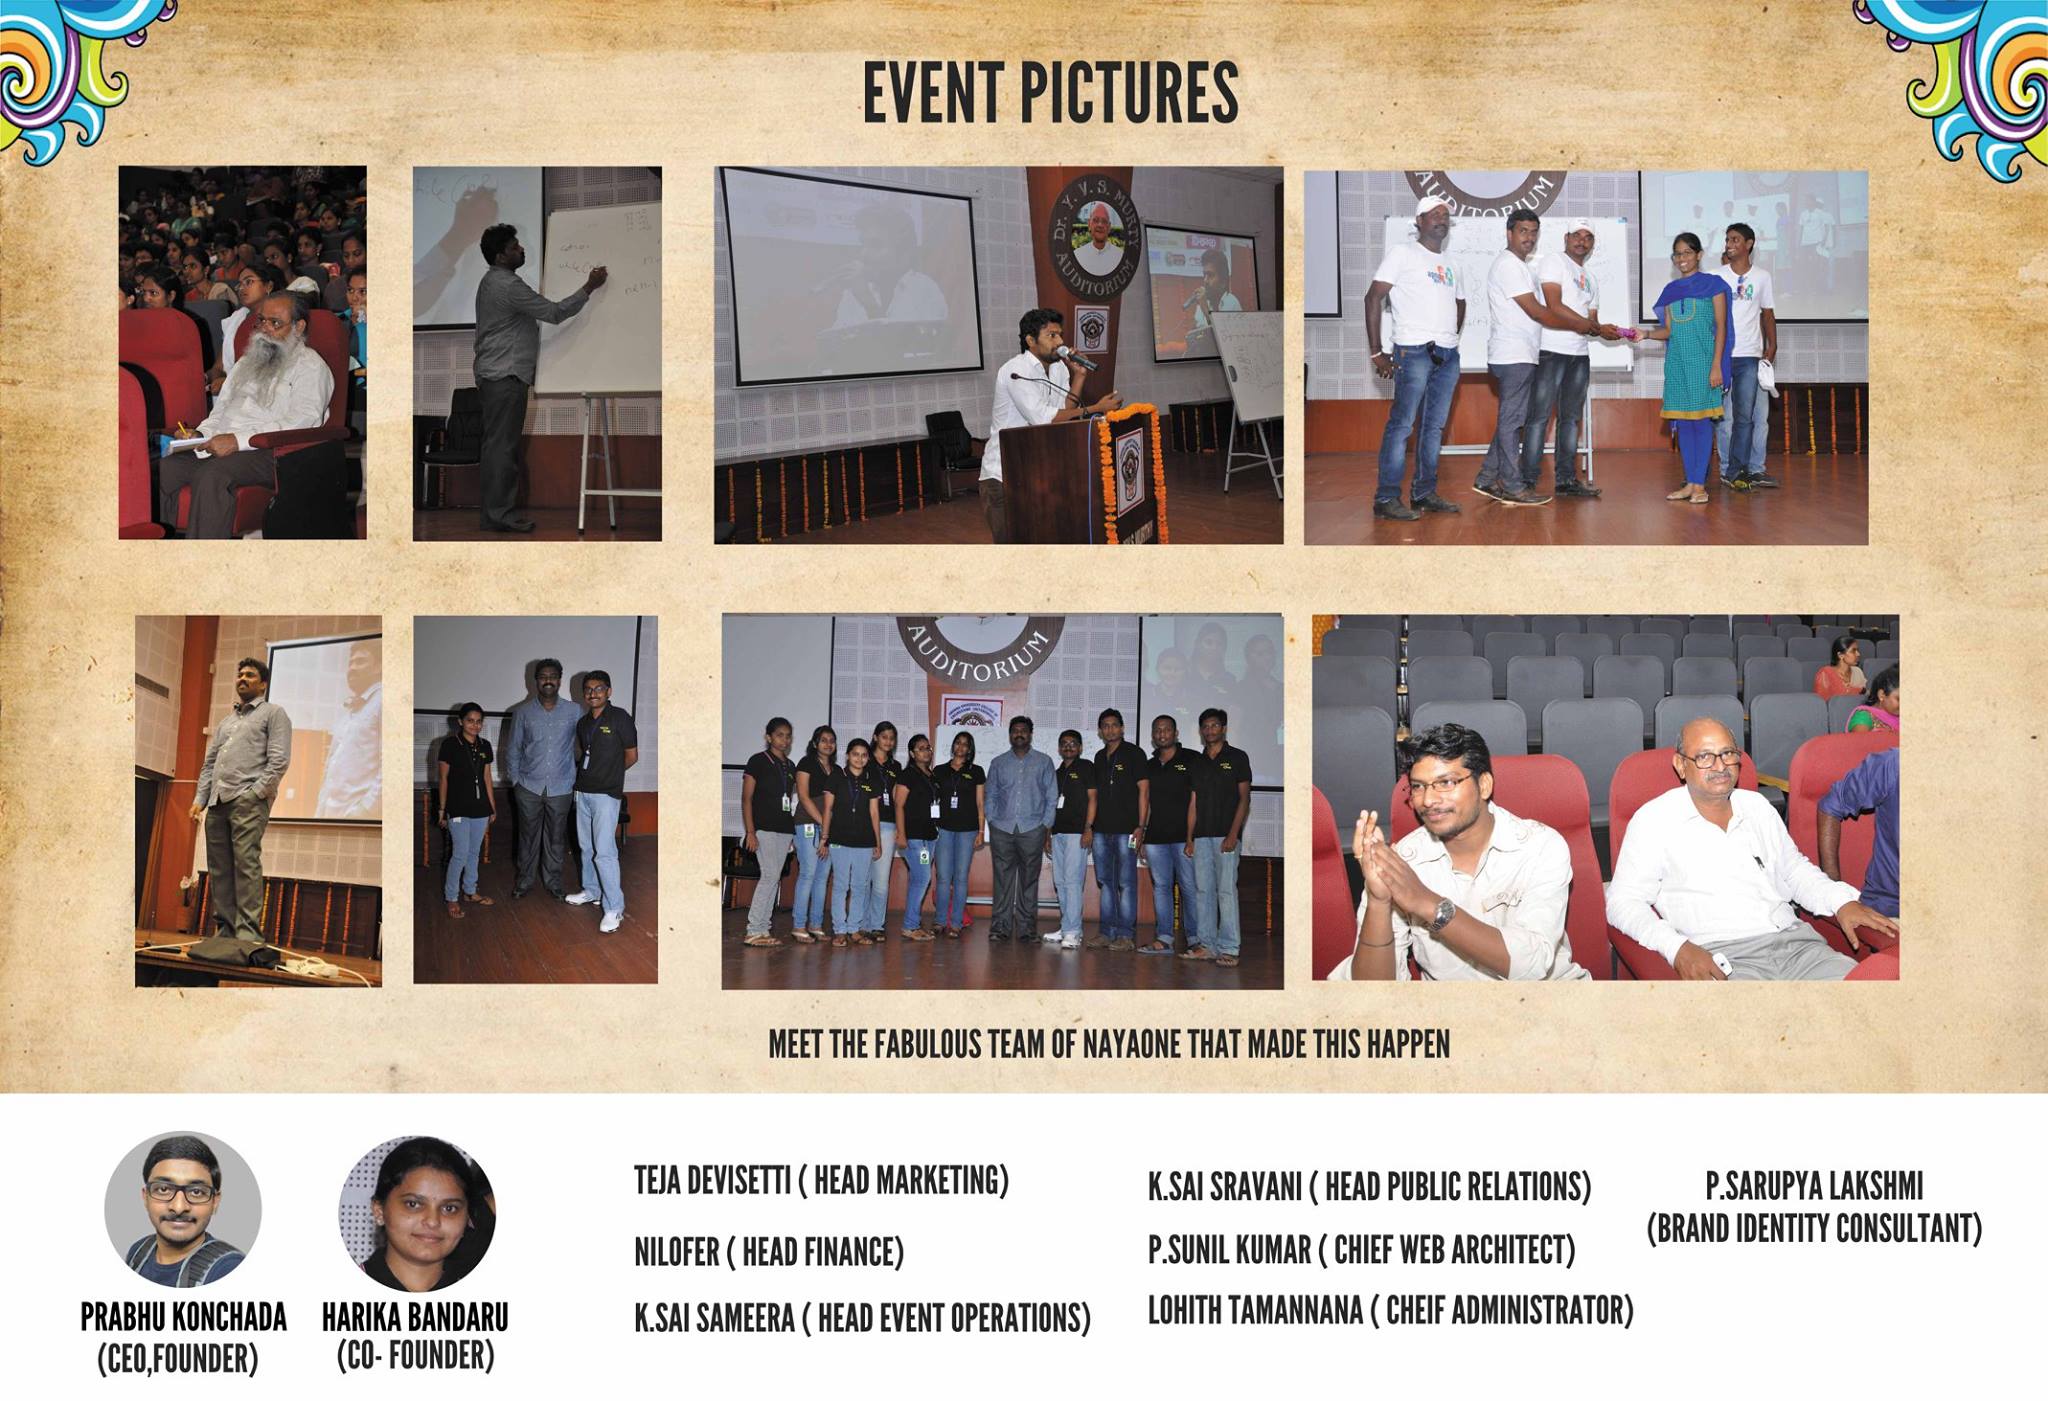 EVENT PICTURES
Dr. Y. V. S. MURTY
AUDITORIUM
AUDITORIUM
AUDITORIUM
MEET THE FABULOUS TEAM OF NAYAONE THAT MADE THIS HAPPEN
PRABHU KONCHADA
(CEO,FOUNDER)
HARIKA BANDARU
(CO- FOUNDER)
TEJA DEVISETTI ( HEAD MARKETING)
NILOFER ( HEAD FINANCE)
K.SAI SAMEERA ( HEAD EVENT OPERATIONS)
K.SAI SRAVANI ( HEAD PUBLIC RELATIONS)
P.SUNIL KUMAR ( CHIEF WEB ARCHITECT)
LOHITH TAMANNANA ( CHEIF ADMINISTRATOR)
P.SARUPYA LAKSHMI
(BRAND IDENTITY CONSULTANT)